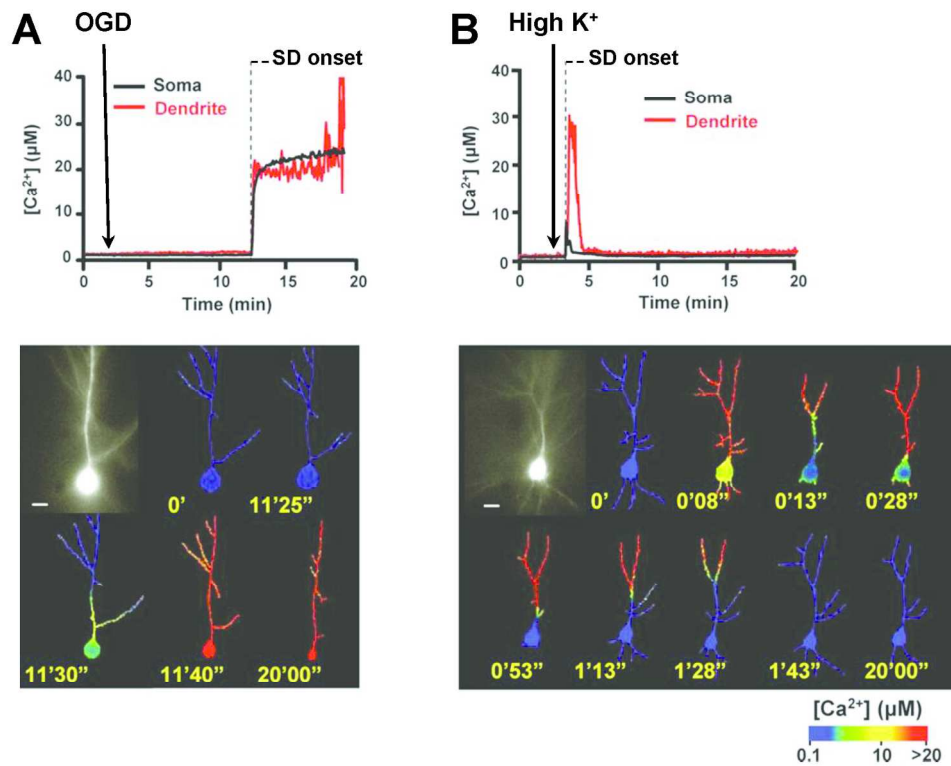 A
OGD
SD onset
Soma
Dendrite
40
30
20
10
0
[Ca²⁺] (µM)
0
5
10
15
20
Time (min)
0'
11'25”
11'30”
11'40”
20'00”
B
High K⁺
SD onset
Soma
Dendrite
40
30
20
10
0
[Ca²⁺] (µM)
0
5
10
15
20
Time (min)
0'
0'08”
0'13”
0'28”
0'53”
1'13”
1'28”
1'43”
20'00”
[Ca²⁺] (µM)
0.1 10 >20